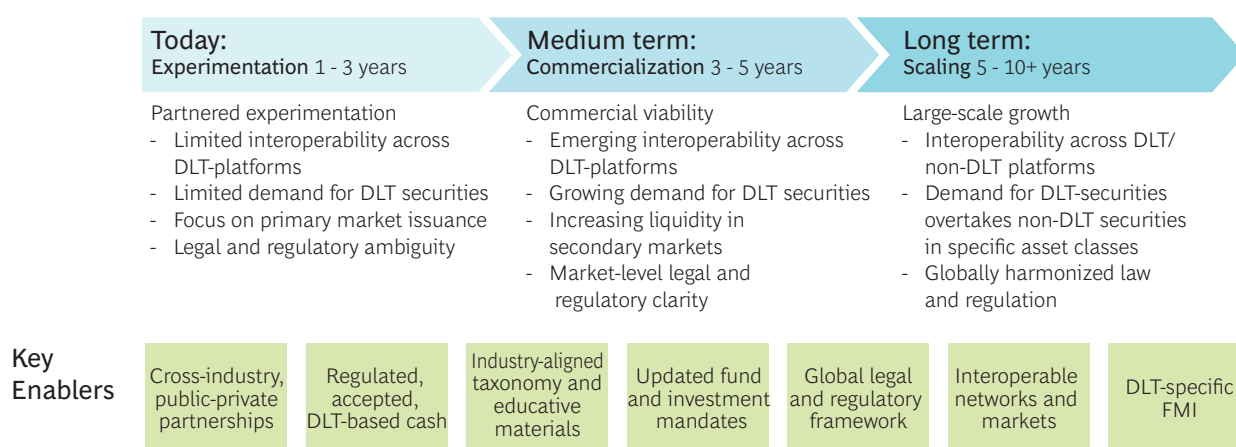 Today:
Experimentation 1 - 3 years
Partnered experimentation
- Limited interoperability across
DLT-platforms
- Limited demand for DLT securities
- Focus on primary market issuance
- Legal and regulatory ambiguity
Medium term:
Commercialization 3 - 5 years
Commercial viability
- Emerging interoperability across
DLT-platforms
- Growing demand for DLT securities
- Increasing liquidity in
secondary markets
- Market-level legal and
regulatory clarity
Long term:
Scaling 5 - 10+ years
Large-scale growth
- Interoperability across DLT/
non-DLT platforms
- Demand for DLT-securities
overtakes non-DLT securities
in specific asset classes
- Globally harmonized law
and regulation
Key
Enablers
Cross-industry,
public-private
partnerships
Regulated,
accepted,
DLT-based cash
Industry-aligned
taxonomy and
educative
materials
Updated fund
and investment
mandates
Global legal
and regulatory
framework
Interoperable
networks and
markets
DLT-specific
FMI